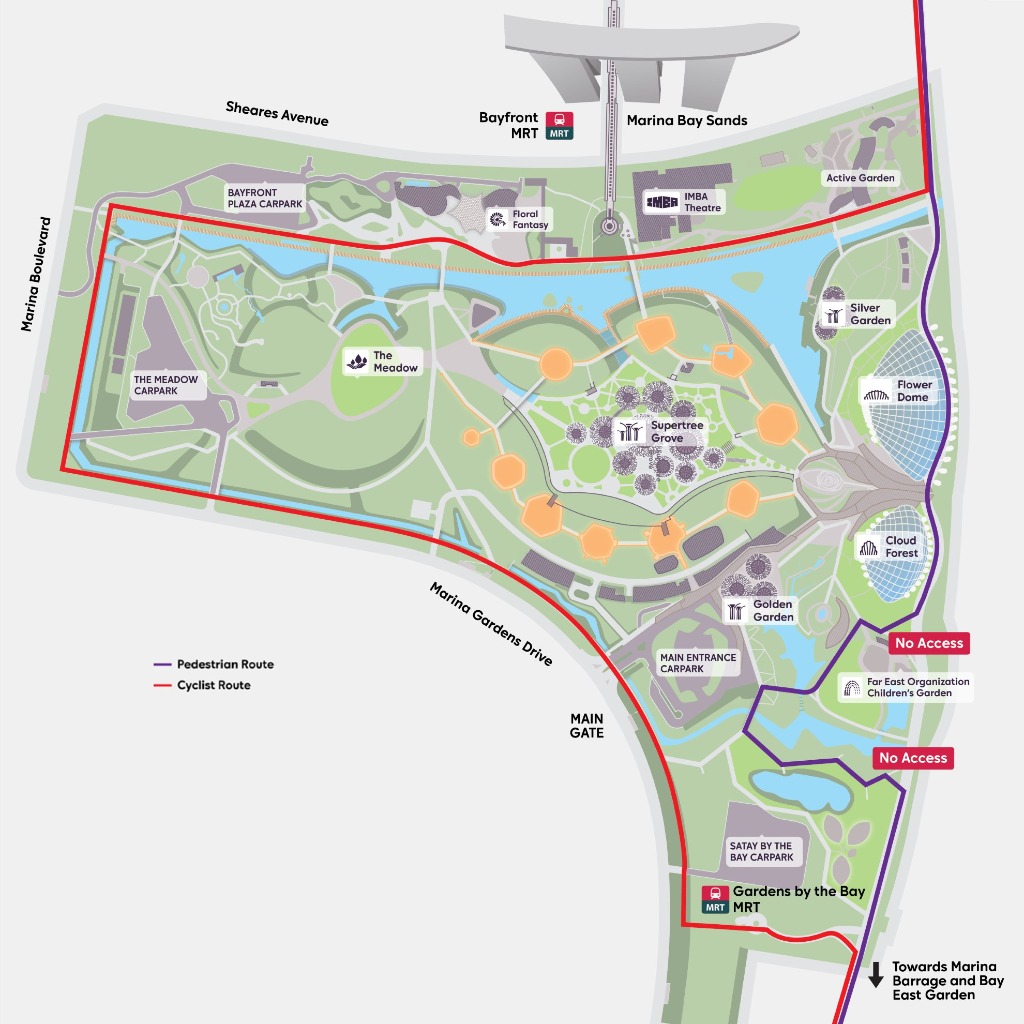 Sheares Avenue
Bayfront
MRT
MRT
Marina Bay Sands
Active Garden
BAYFRONT
PLAZA CARPARK
IMBA
IMBA
Theatre
Floral
Fantasy
Marina Boulevard
Silver
Garden
The
Meadow
THE MEADOW
CARPARK
Flower
Dome
Supertree
Grove
Cloud
Forest
Marina Gardens Drive
Golden
Garden
No Access
Pedestrian Route
Cyclist Route
MAIN ENTRANCE
CARPARK
Far East Organization
Children's Garden
MAIN
GATE
No Access
SATAY BY THE
BAY CARPARK
MRT
Gardens by the Bay
MRT
Towards Marina
Barrage and Bay
East Garden